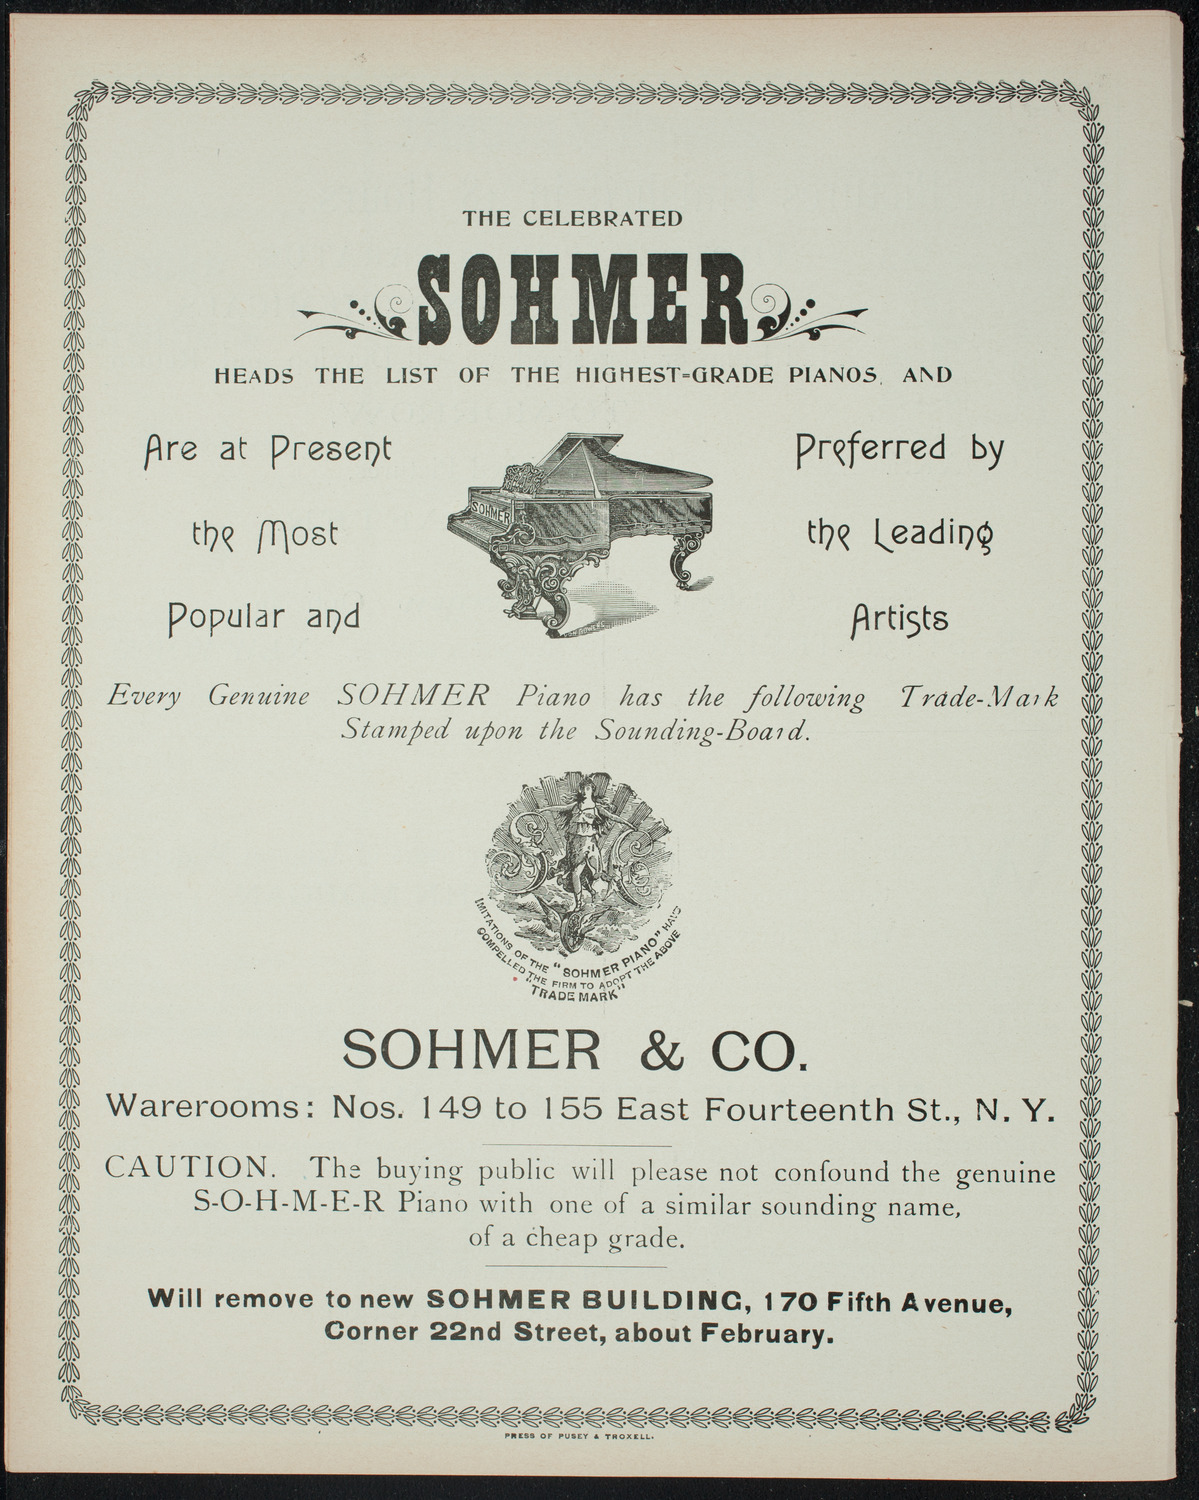 THE CELEBRATED
SOHMER
HEADS THE LIST OF THE HIGHEST=GRADE PIANOS, AND
Are at Present
the Most
Popular and
SOHMER
Preferred by
the Leading
Artists
Every Genuine SOHMER Piano has the following Trade-Mark
Stamped upon the Sounding-Board.
IMITATIONS OF THE "SOHMER PIANO" HAVE
COMPELLED THE FIRM TO ADOPT THE ABOVE
"TRADE MARK"
SOHMER & CO.
Warerooms: Nos. 149 to 155 East Fourteenth St., N. Y.
CAUTION. The buying public will please not confound the genuine
S-O-H-M-E-R Piano with one of a similar sounding name,
of a cheap grade.
Will remove to new SOHMER BUILDING, 170 Fifth Avenue,
Corner 22nd Street, about February.
PRESS OF PUSEY & TROXELL.